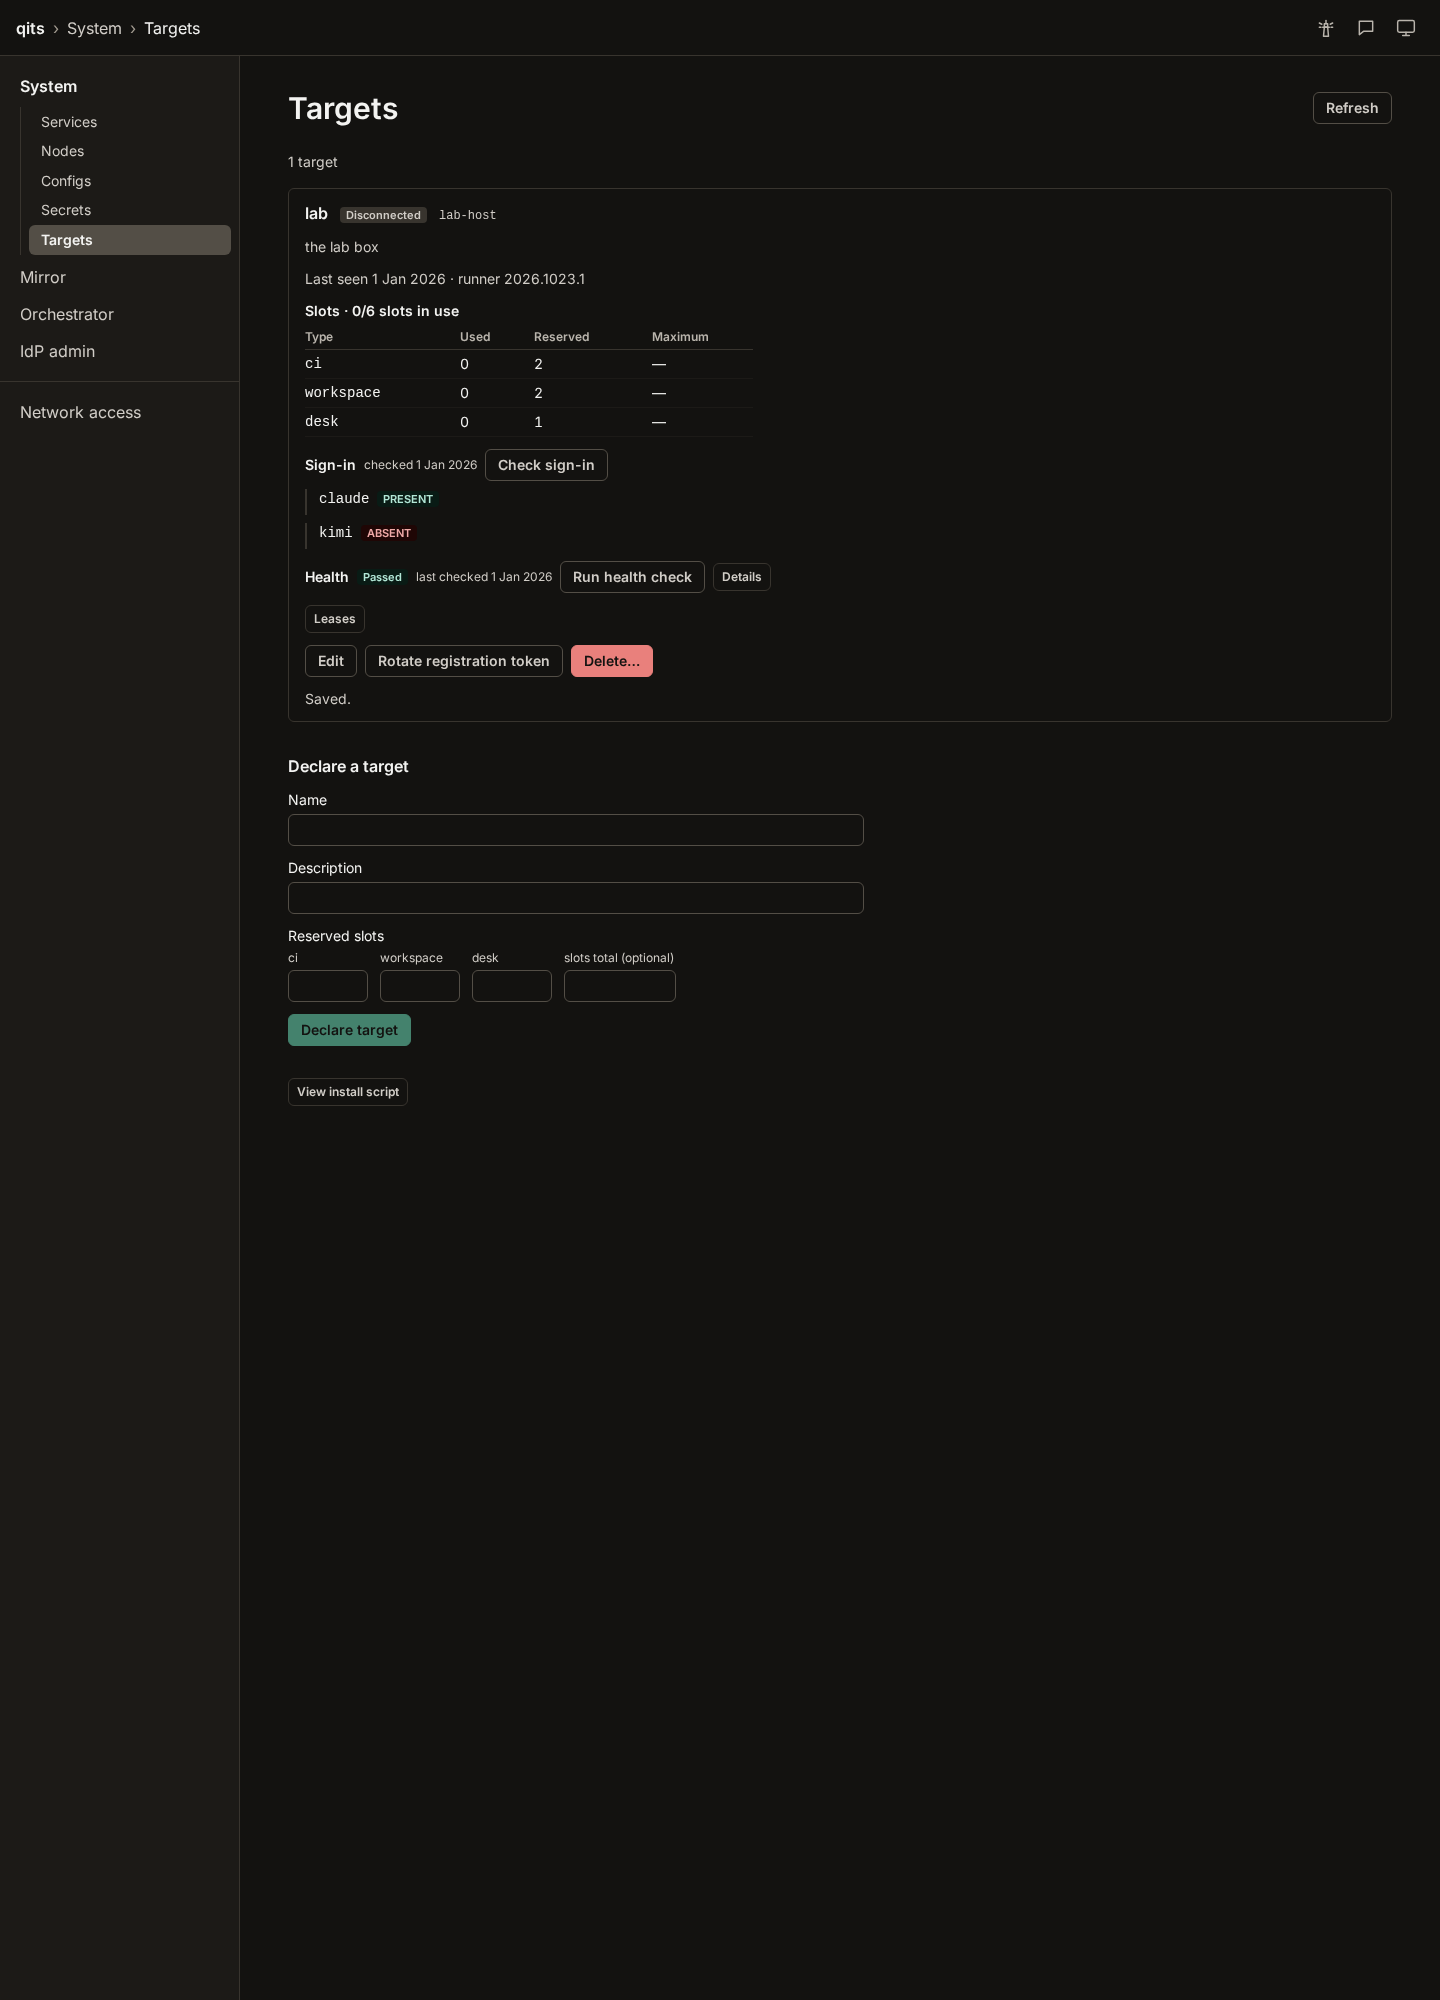 qits › System › Targets
System
Services
Nodes
Configs
Secrets
Targets
Mirror
Orchestrator
IdP admin
Network access
Targets
Refresh
1 target
lab Disconnected lab-host
the lab box
Last seen 1 Jan 2026 · runner 2026.1023.1
Slots · 0/6 slots in use
Type Used Reserved Maximum
ci 0 2 —
workspace 0 2 —
desk 0 1 —
Sign-in checked 1 Jan 2026 Check sign-in
claude PRESENT
kimi ABSENT
Health Passed last checked 1 Jan 2026 Run health check Details
Leases
Edit Rotate registration token Delete...
Saved.
Declare a target
Name
Description
Reserved slots
ci workspace desk slots total (optional)
Declare target
View install script